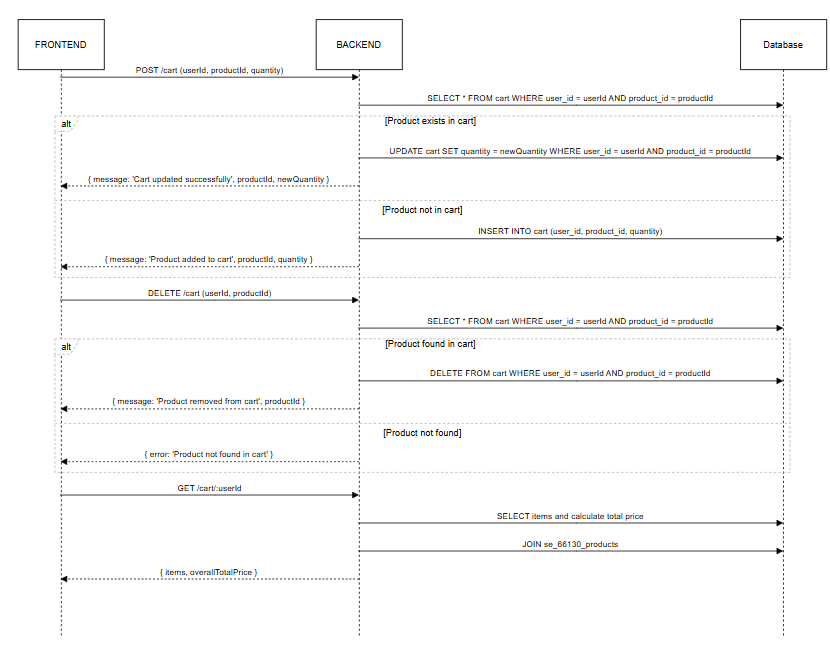 FRONTEND
BACKEND
Database
POST /cart (userId, productId, quantity)
SELECT * FROM cart WHERE user_id = userId AND product_id = productId
alt
[Product exists in cart]
UPDATE cart SET quantity = newQuantity WHERE user_id = userId AND product_id = productId
{ message: 'Cart updated successfully', productId, newQuantity }
[Product not in cart]
INSERT INTO cart (user_id, product_id, quantity)
{ message: 'Product added to cart', productId, quantity }
DELETE /cart (userId, productId)
SELECT * FROM cart WHERE user_id = userId AND product_id = productId
alt
[Product found in cart]
DELETE FROM cart WHERE user_id = userId AND product_id = productId
{ message: 'Product removed from cart', productId }
[Product not found]
{ error: 'Product not found in cart' }
GET /cart/:userId
SELECT items and calculate total price
JOIN se_66130_products
{ items, overallTotalPrice }